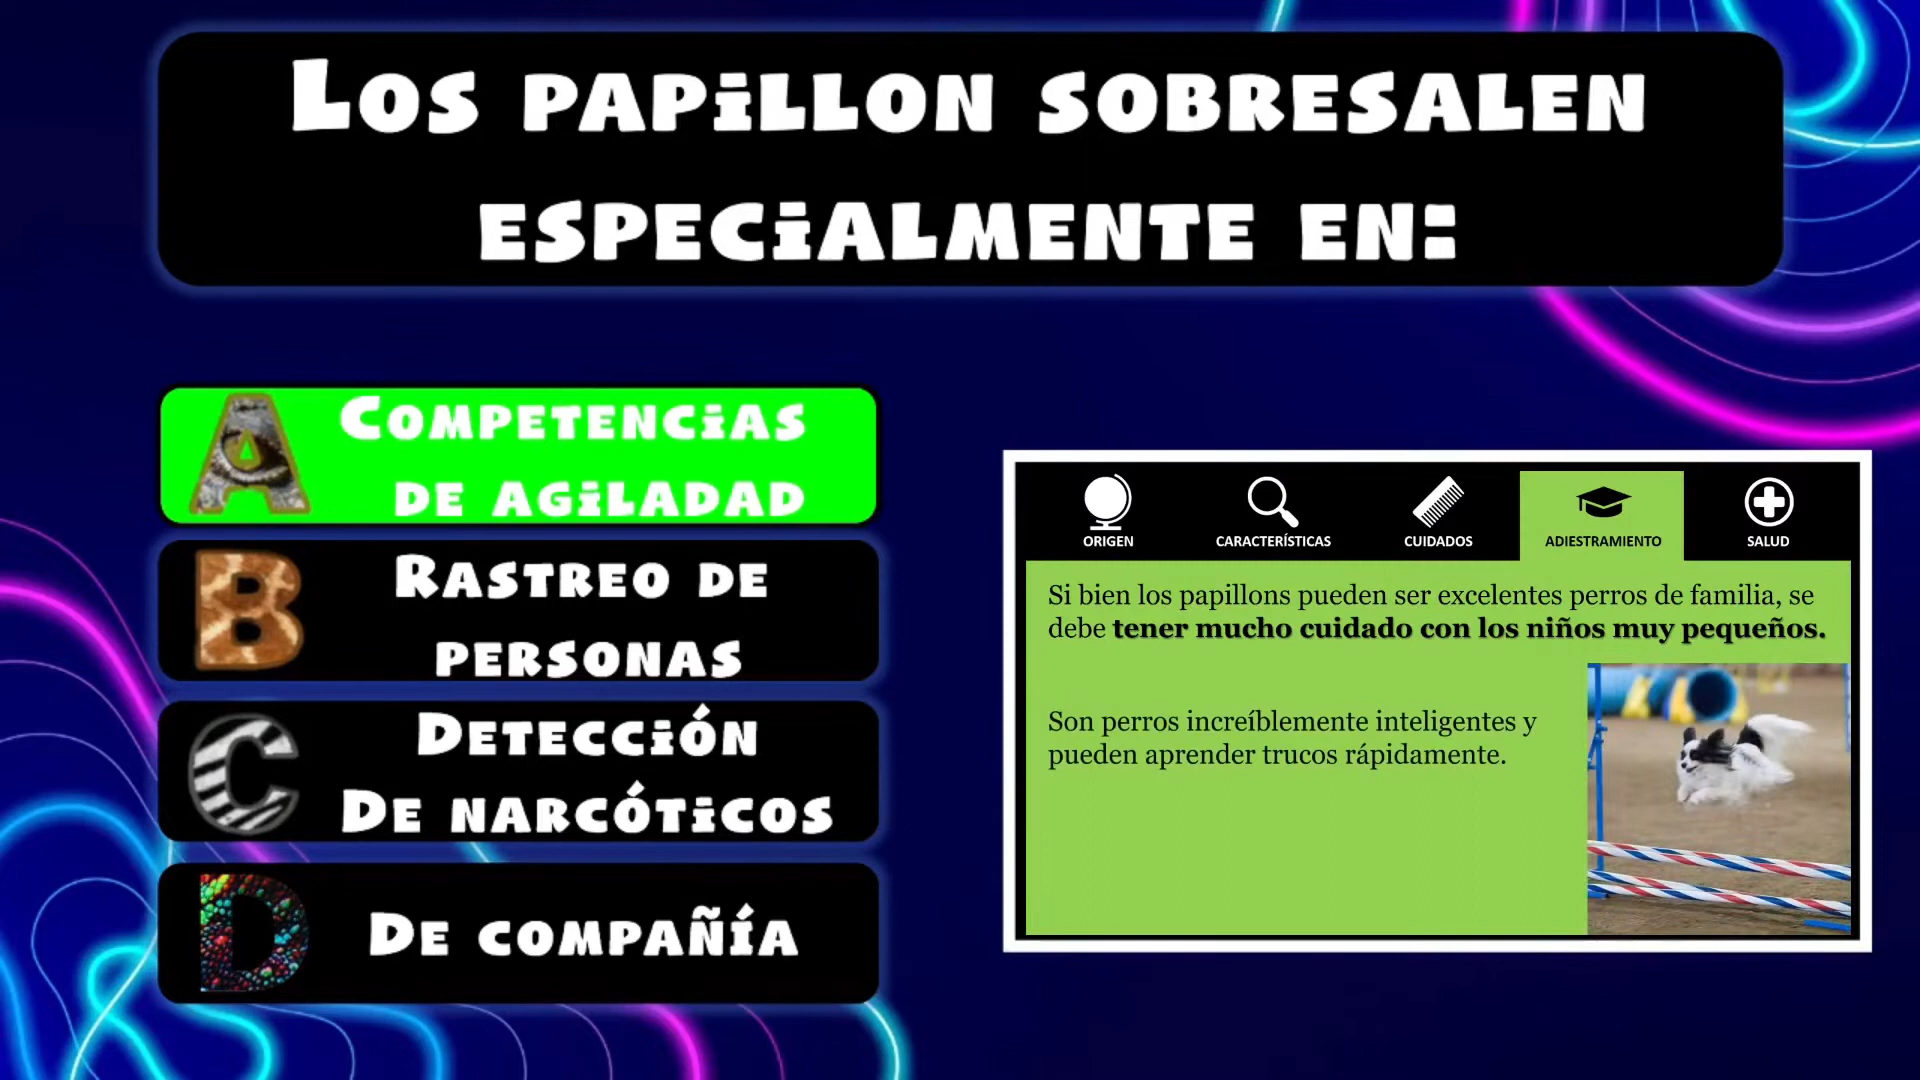 Los papillon sobresalen
especialmente en:
A Competencias
de agiladad
B Rastreo de
personas
C Detección
De narcóticos
D De compañía
ORIGEN CARACTERÍSTICAS CUIDADOS ADIESTRAMIENTO SALUD
Si bien los papillons pueden ser excelentes perros de familia, se
debe tener mucho cuidado con los niños muy pequeños.
Son perros increíblemente inteligentes y
pueden aprender trucos rápidamente.